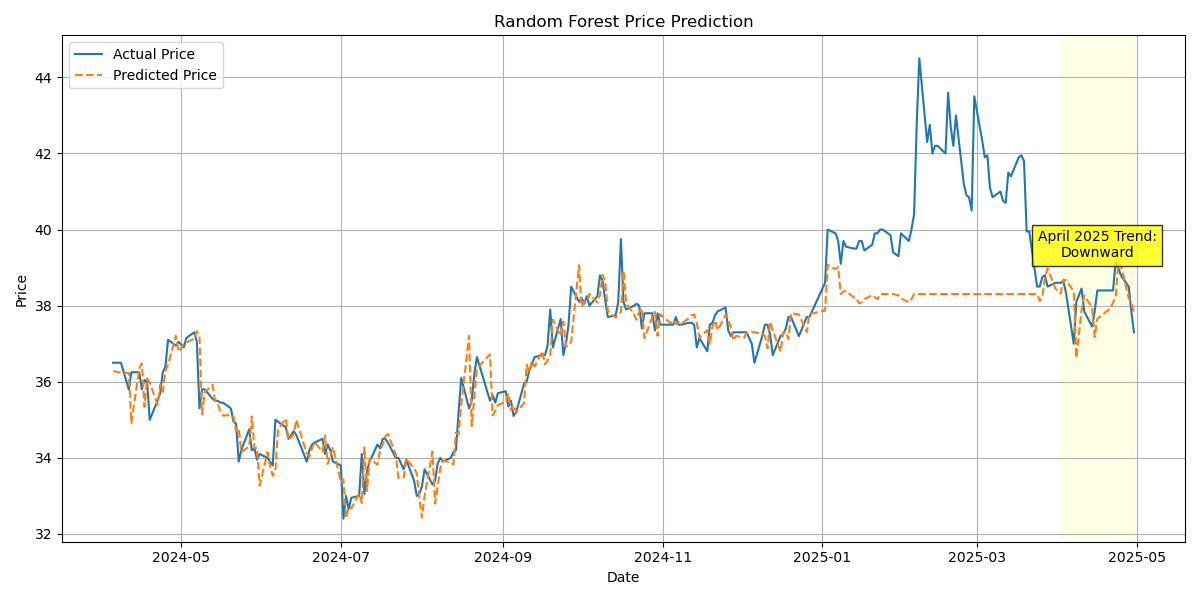 Random Forest Price Prediction
Actual Price
Predicted Price
44
42
40
38
36
34
32
Price
April 2025 Trend:
Downward
2024-05
2024-07
2024-09
2024-11
2025-01
2025-03
2025-05
Date